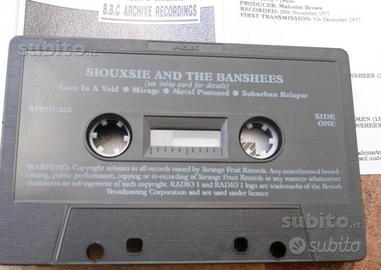 B.B.C ARCHIVE RECORDINGS
PRODUCER: Malcolm Brown
RECORDED: 29th November 1977
FIRST TRANSMISSION: 5th December 1977
SIOUXSIE AND THE BANSHEES
(see inlay card for details)
Love In A Void • Mirage • Metal Postcard • Suburban Relapse
SFPSC012
SIDE
ONE
WARNING: Copyright subsists in all records issued by Strange Fruit Records. Any unauthorised broad-
casting, public performance, copying or re-recording of Strange Fruit Records in any manner whatsoever
constitutes an infringement of such copyright. RADIO 1 and RADIO 1 logo are trademarks of the British
Broadcasting Corporation and are used under licence
subito.it
subito